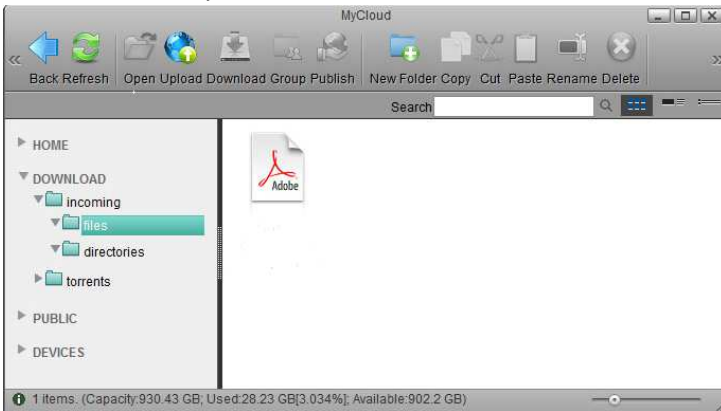 MyCloud
Back Refresh Open Upload Download Group Publish New Folder Copy Cut Paste Rename Delete
Search
HOME
DOWNLOAD
incoming
files
directories
torrents
PUBLIC
DEVICES
Adobe
1 items. (Capacity:930.43 GB; Used:28.23 GB[3.034%]; Available:902.2 GB)